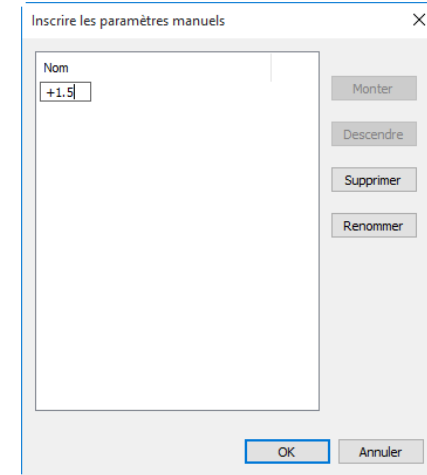 Inscrire les paramètres manuels
Nom
+1.5
Monter
Descendre
Supprimer
Renommer
OK
Annuler